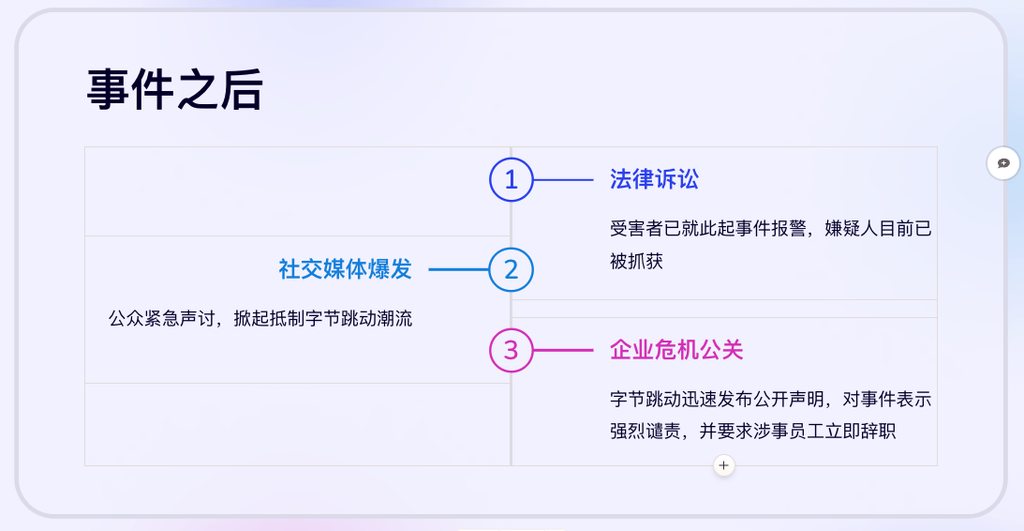 事件之后
1
法律诉讼
受害者已就此起事件报警，嫌疑人目前已
被抓获
社交媒体爆发
2
公众紧急声讨，掀起抵制字节跳动潮流
3
企业危机公关
字节跳动迅速发布公开声明，对事件表示
强烈谴责，并要求涉事员工立即辞职